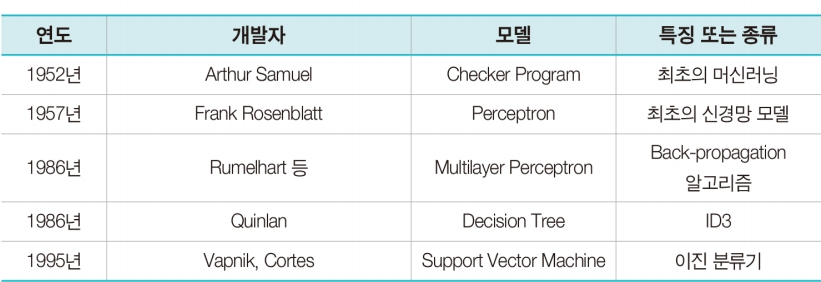 연도 개발자 모델 특징 또는 종류
1952년 Arthur Samuel Checker Program 최초의 머신러닝
1957년 Frank Rosenblatt Perceptron 최초의 신경망 모델
1986년 Rumelhart 등 Multilayer Perceptron Back-propagation
알고리즘
1986년 Quinlan Decision Tree ID3
1995년 Vapnik, Cortes Support Vector Machine 이진 분류기